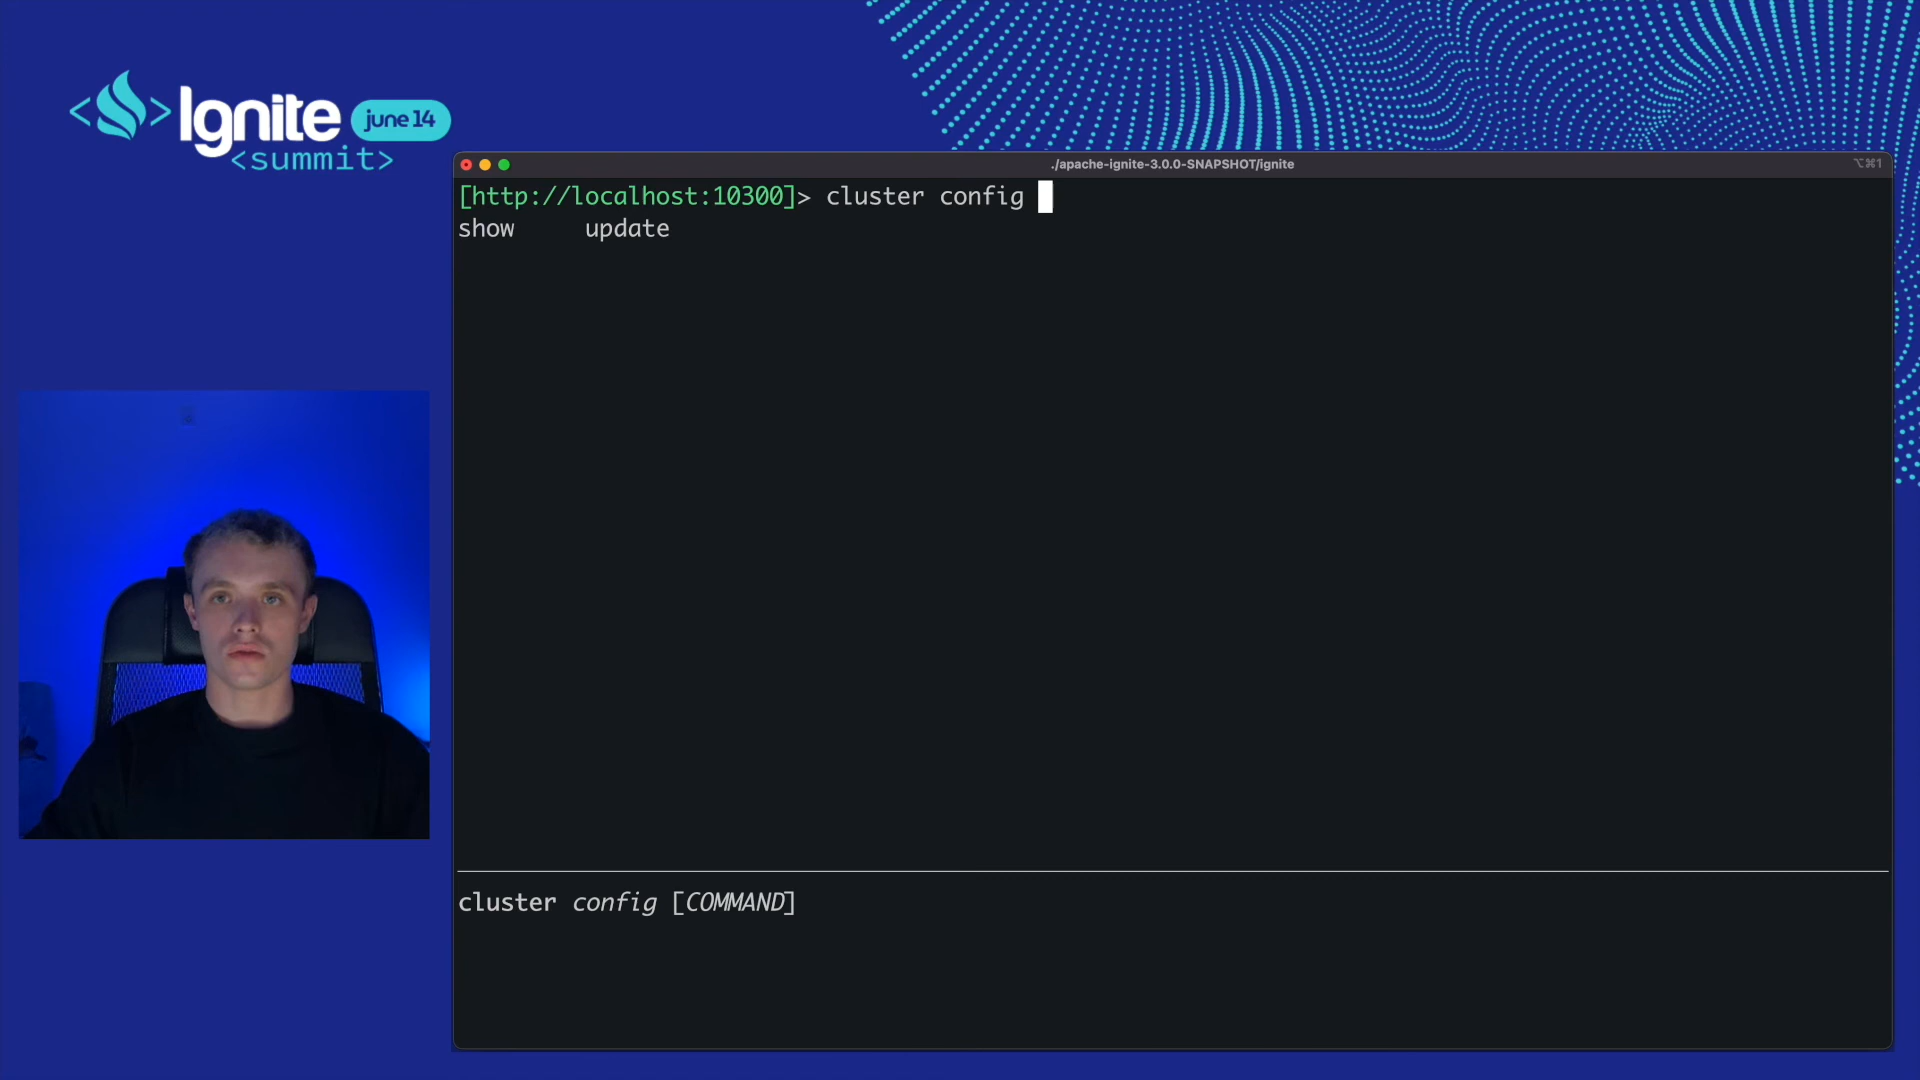 <Ignite june 14
<summit>
./apache-ignite-3.0.0-SNAPSHOT/ignite
⌥⌘1
[http://localhost:10300]> cluster config
show update
cluster config [COMMAND]